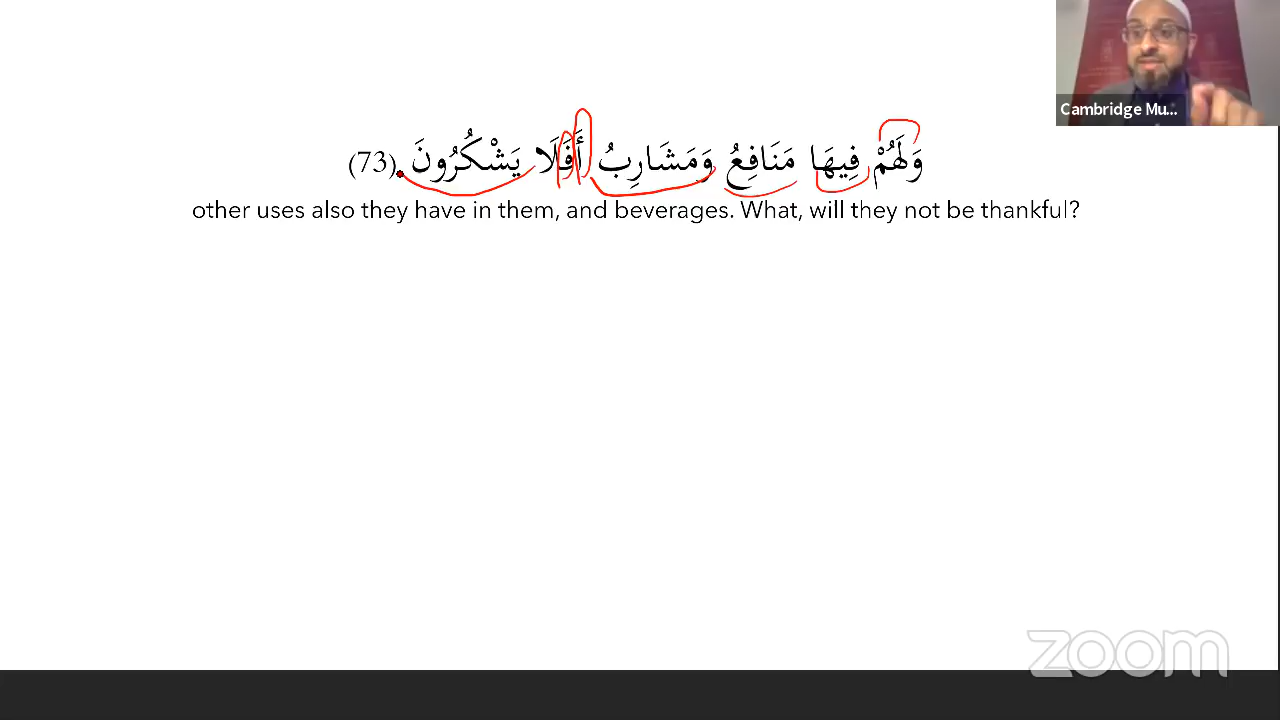 Cambridge Mu...
وَلَهُمْ فِيهَا مَنَافِعُ وَمَشَارِبُ أَفَلَا يَشْكُرُونَ (73)
other uses also they have in them, and beverages. What, will they not be thankful?
zoom